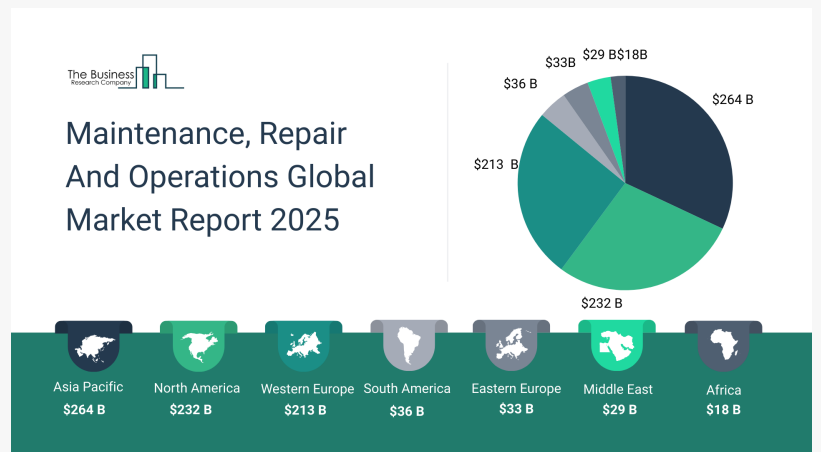 The Business
Research Company
Maintenance, Repair
And Operations Global
Market Report 2025
$33B
$29 B
$18B
$36 B
$264 B
$213 B
$232 B
Asia Pacific
$264 B
North America
$232 B
Western Europe
$213 B
South America
$36 B
Eastern Europe
$33 B
Middle East
$29 B
Africa
$18 B